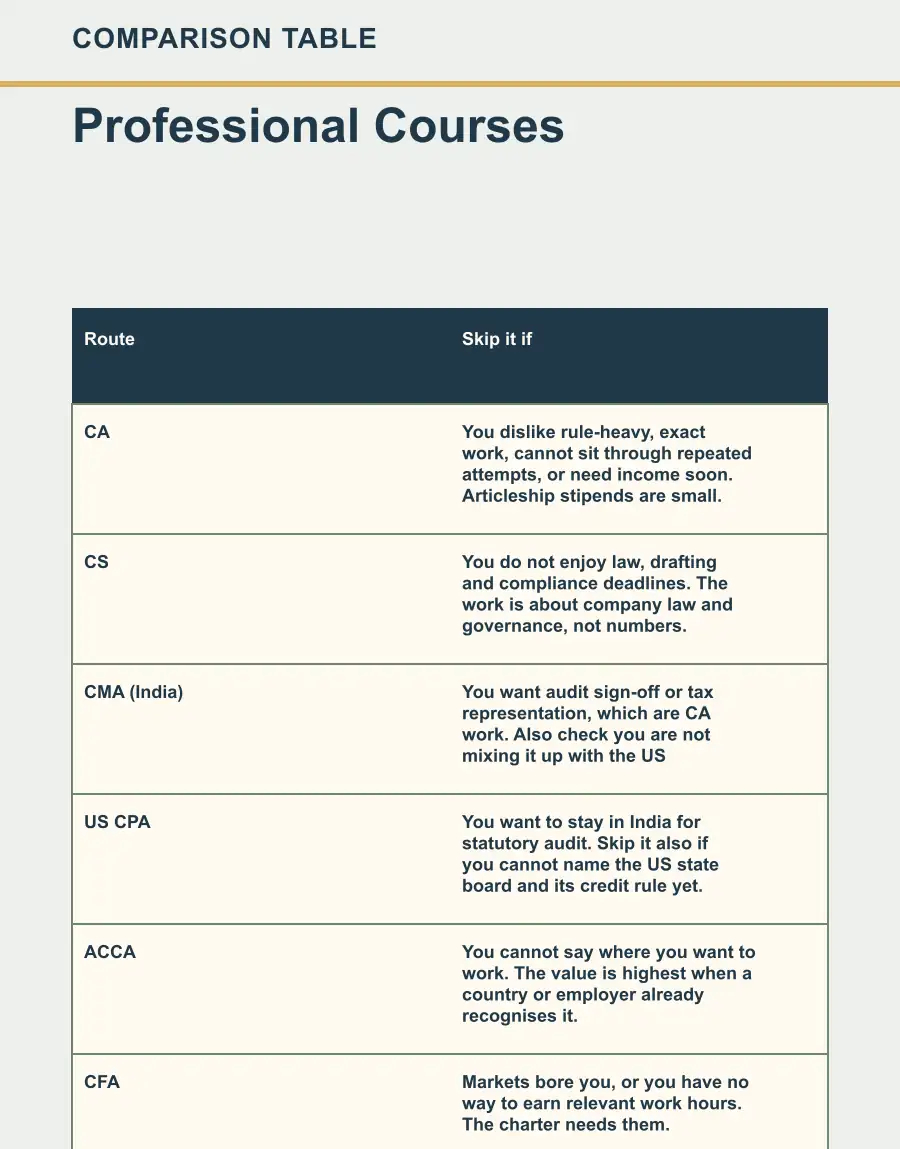 COMPARISON TABLE
Professional Courses
Route
Skip it if
CA
You dislike rule-heavy, exact
work, cannot sit through repeated
attempts, or need income soon.
Articleship stipends are small.
CS
You do not enjoy law, drafting
and compliance deadlines. The
work is about company law and
governance, not numbers.
CMA (India)
You want audit sign-off or tax
representation, which are CA
work. Also check you are not
mixing it up with the US
US CPA
You want to stay in India for
statutory audit. Skip it also if
you cannot name the US state
board and its credit rule yet.
ACCA
You cannot say where you want to
work. The value is highest when a
country or employer already
recognises it.
CFA
Markets bore you, or you have no
way to earn relevant work hours.
The charter needs them.